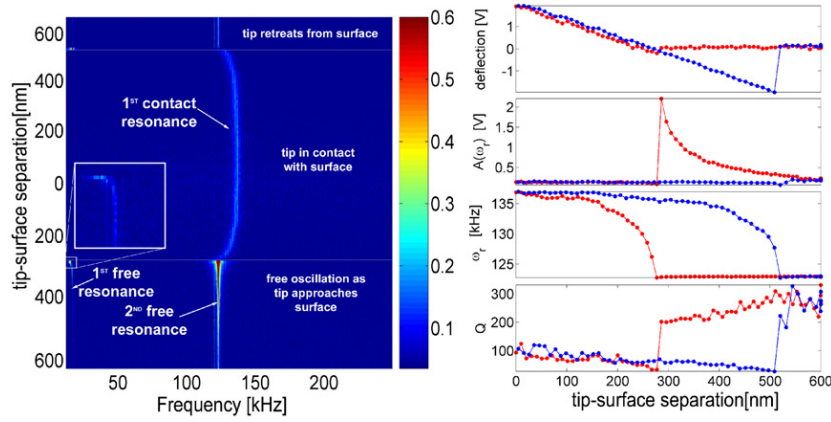 600
400
200
0
200
400
600
tip-surface separation[nm]
50
100
150
200
Frequency [kHz]
tip retreats from surface
1ST contact
resonance
tip in contact
with surface
1ST free
resonance
2ND free
resonance
free oscillation as
tip approaches
surface
0.6
0.5
0.4
0.3
0.2
0.1
deflection [V]
1
0
-1
A(ωr) [V]
2
1.5
1
0.5
ωr [kHz]
135
130
125
Q
300
200
100
0
100
200
300
400
500
600
tip-surface separation[nm]